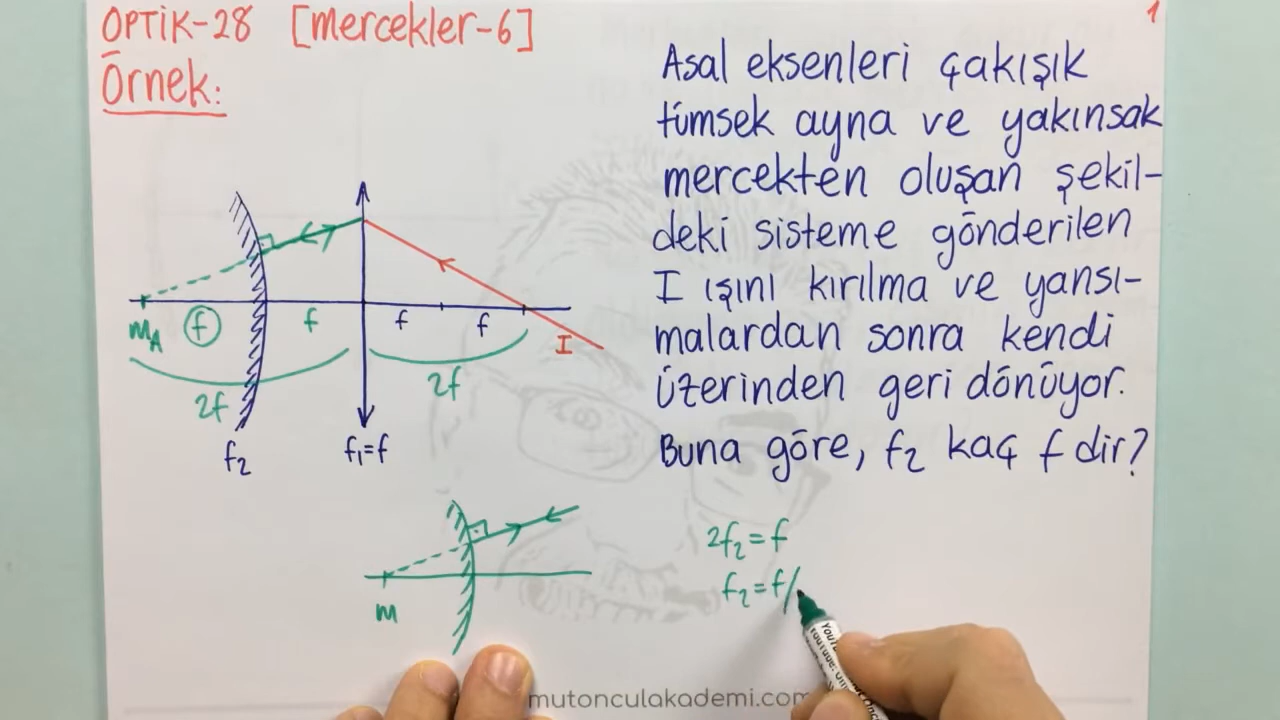 OPTİK-28 [mercekler-6]
1
Örnek:
Asal eksenleri çakışık
tümsek ayna ve yakınsak
mercekten oluşan şekil-
deki sisteme gönderilen
I ışını kırılma ve yansı-
malardan sonra kendi
üzerinden geri dönüyor.
Buna göre, f₂ kaç f dir?
M_A
f
f
f
f
I
2f
2f
f₂
f₁=f
M
2f₂=f
f₂=f/
mutonculakademi.com